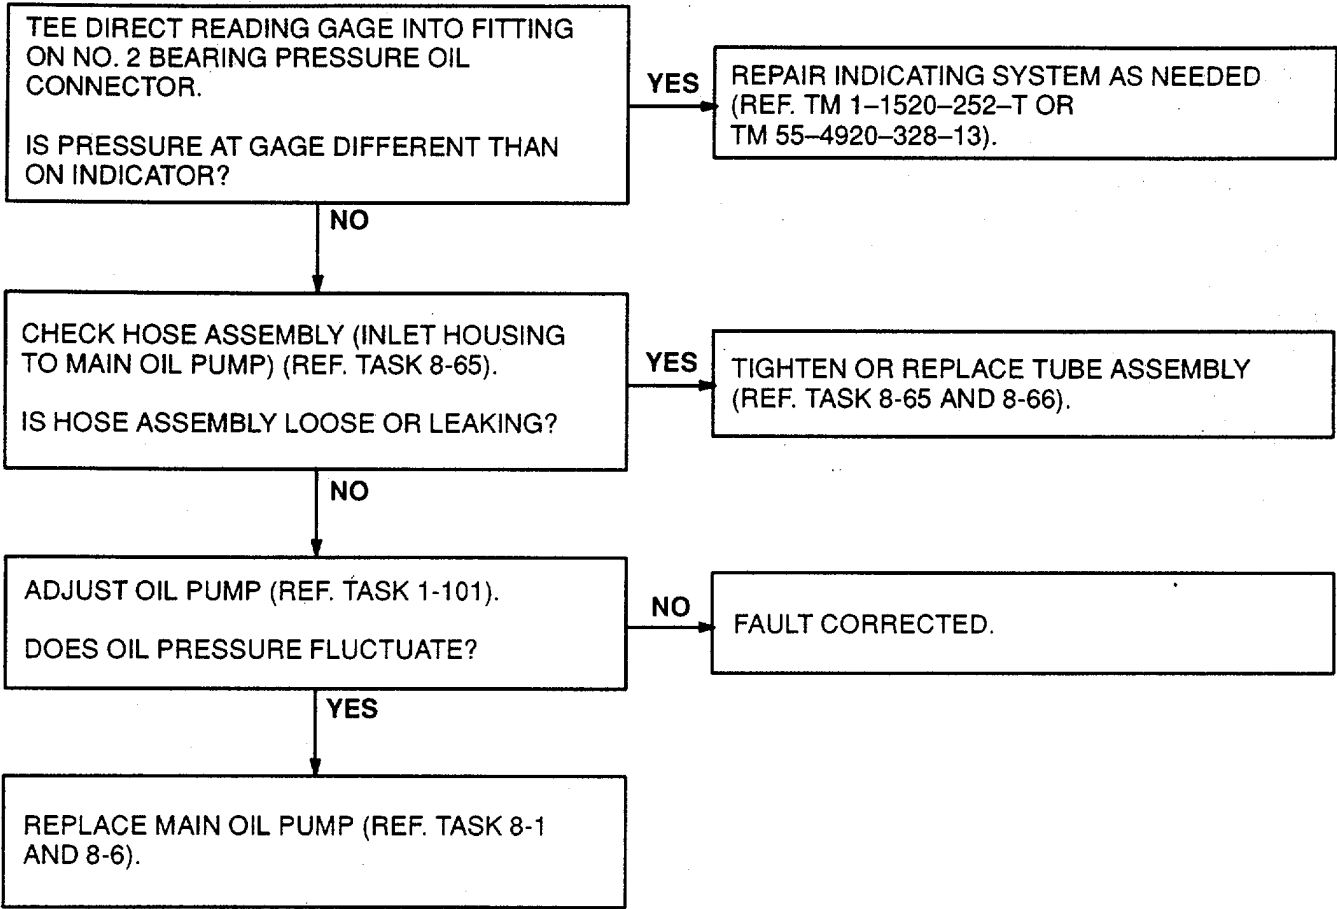 TEE DIRECT READING GAGE INTO FITTING
ON NO. 2 BEARING PRESSURE OIL
CONNECTOR.
IS PRESSURE AT GAGE DIFFERENT THAN
ON INDICATOR?
YES
REPAIR INDICATING SYSTEM AS NEEDED
(REF. TM 1–1520–252–T OR
TM 55–4920–328–13).
NO
CHECK HOSE ASSEMBLY (INLET HOUSING
TO MAIN OIL PUMP) (REF. TASK 8-65).
IS HOSE ASSEMBLY LOOSE OR LEAKING?
YES
TIGHTEN OR REPLACE TUBE ASSEMBLY
(REF. TASK 8-65 AND 8-66).
NO
ADJUST OIL PUMP (REF. TASK 1-101).
DOES OIL PRESSURE FLUCTUATE?
NO
FAULT CORRECTED.
YES
REPLACE MAIN OIL PUMP (REF. TASK 8-1
AND 8-6).